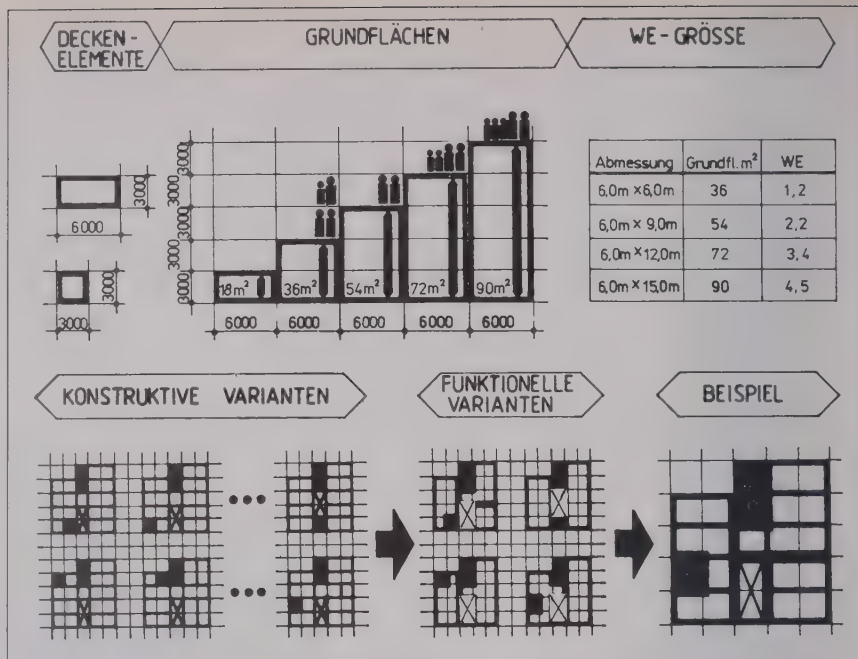 DECKEN-
ELEMENTE
GRUNDFLÄCHEN
WE-GRÖSSE
3000
6000
3000
3000
3000
3000
3000
3000
3000
18m²
36m²
54m²
72m²
90m²
6000
6000
6000
6000
6000
Abmessung Grundfl. m² WE
6,0m × 6,0m 36 1,2
6,0m × 9,0m 54 2,2
6,0m × 12,0m 72 3,4
6,0m × 15,0m 90 4,5
KONSTRUKTIVE VARIANTEN
FUNKTIONELLE
VARIANTEN
BEISPIEL